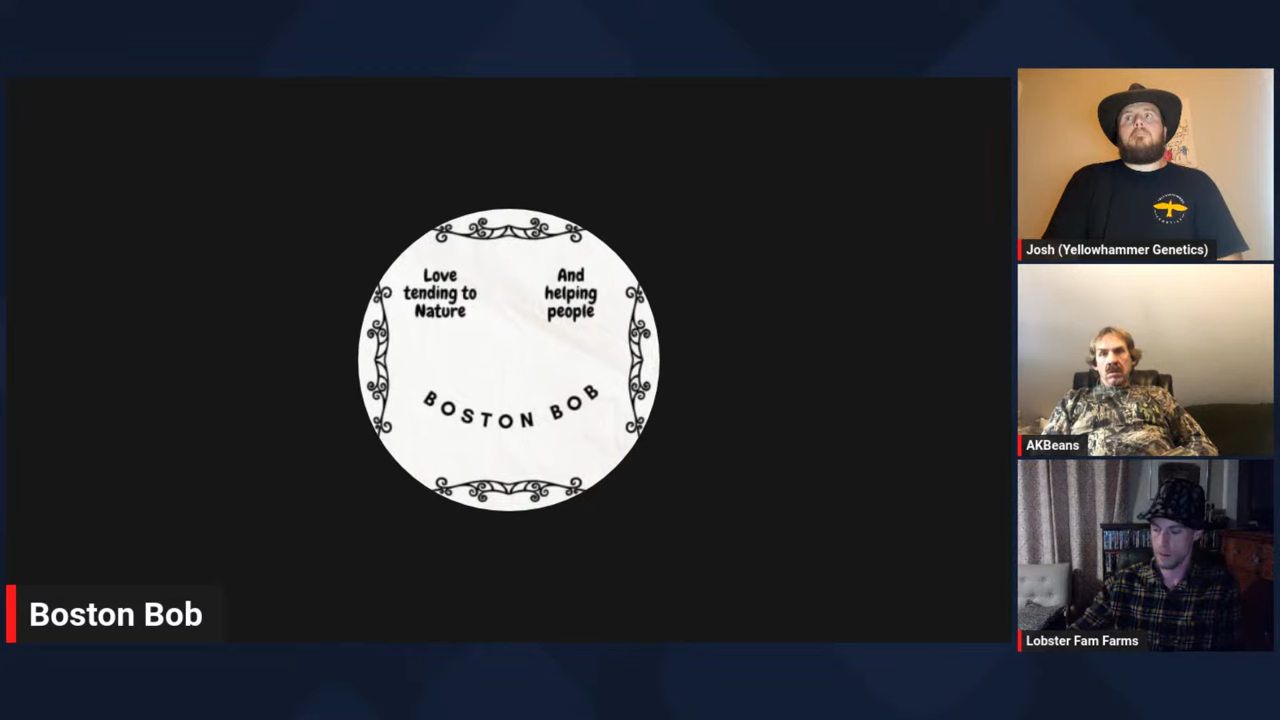 Love
tending to
Nature
And
helping
people
BOSTON BOB
Boston Bob
Josh (Yellowhammer Genetics)
AKBeans
Lobster Fam Farms